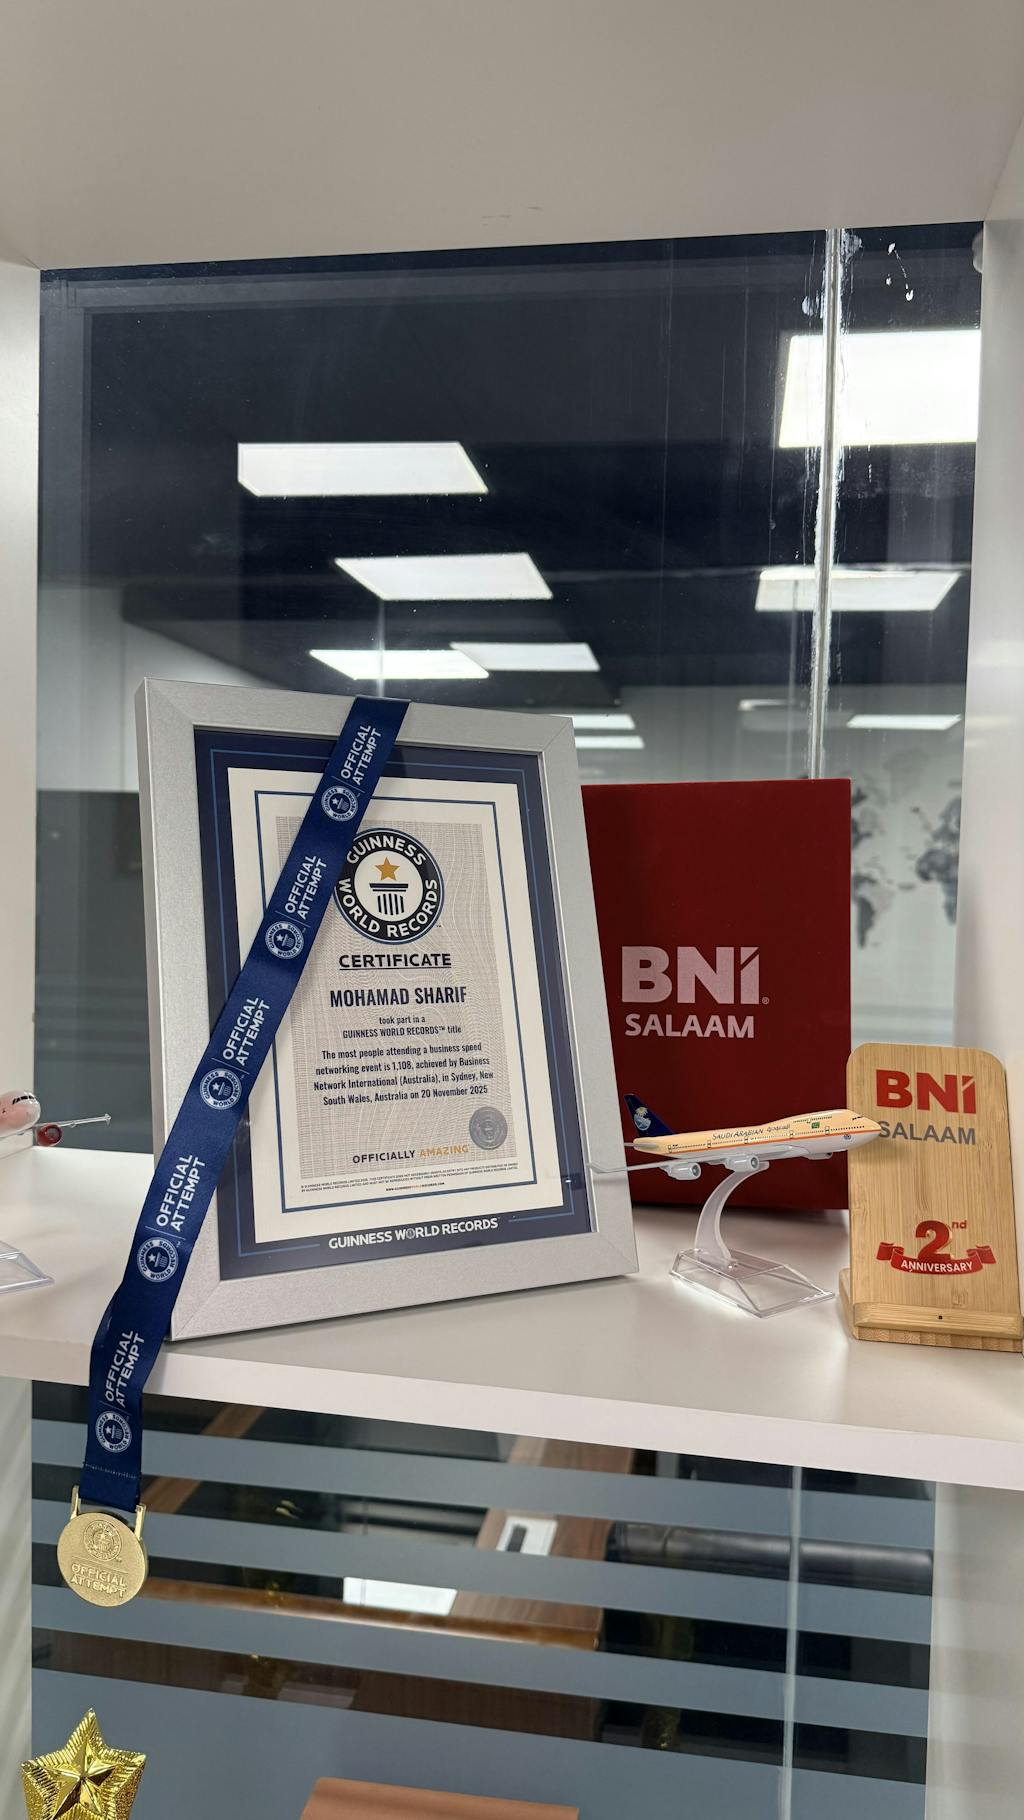 OFFICIAL
ATTEMPT
OFFICIAL
ATTEMPT
OFFICIAL
ATTEMPT
OFFICIAL
ATTEMPT
OFFICIAL
ATTEMPT
OFFICIAL
ATTEMPT
GUINNESS
WORLD RECORDS
CERTIFICATE
MOHAMAD SHARIF
took part in a
GUINNESS WORLD RECORDS™ title
The most people attending a business speed
networking event is 1,108, achieved by Business
Network International (Australia), in Sydney, New
South Wales, Australia on 20 November 2025
OFFICIALLY AMAZING
GUINNESS WORLD RECORDS
BNI®
SALAAM
SAUDI ARABIAN السعودية
BNI
SALAAM
2nd
ANNIVERSARY